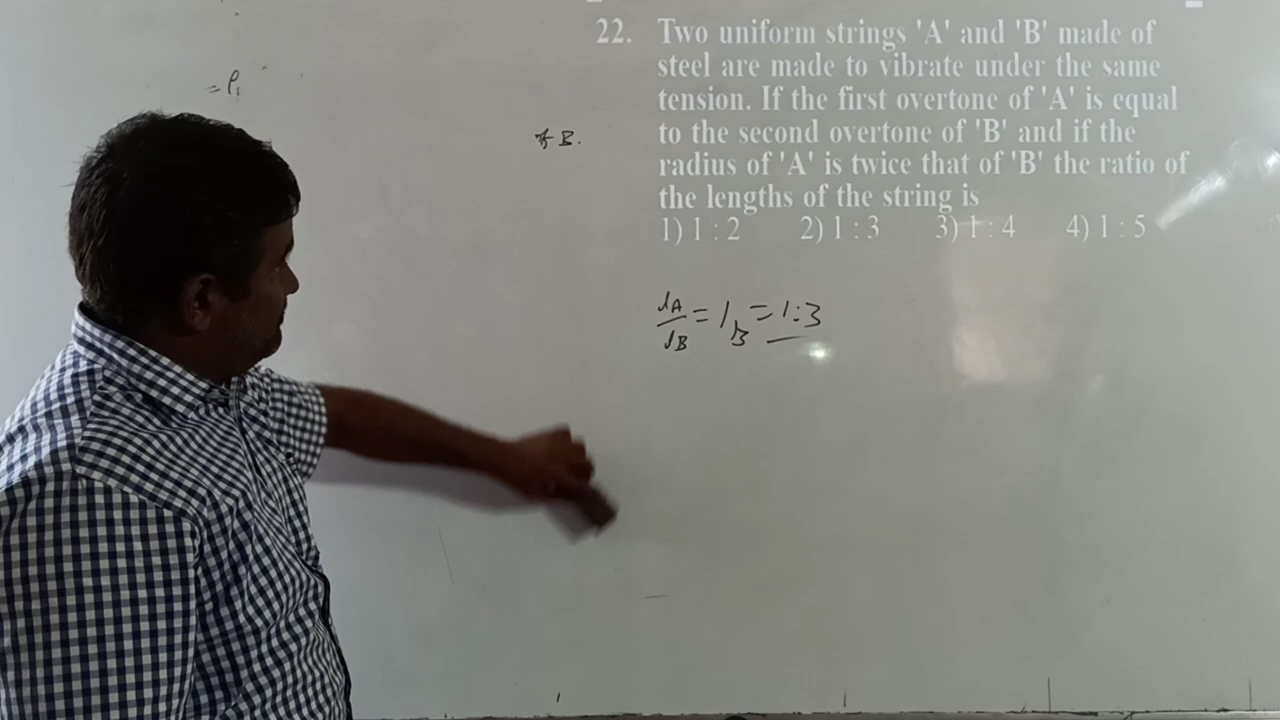 22. Two uniform strings 'A' and 'B' made of
steel are made to vibrate under the same
tension. If the first overtone of 'A' is equal
to the second overtone of 'B' and if the
radius of 'A' is twice that of 'B' the ratio of
the lengths of the string is
1) 1 : 2 2) 1 : 3 3) 1 : 4 4) 1 : 5
= P₁
B.
lA/lB = 1/3 = 1:3